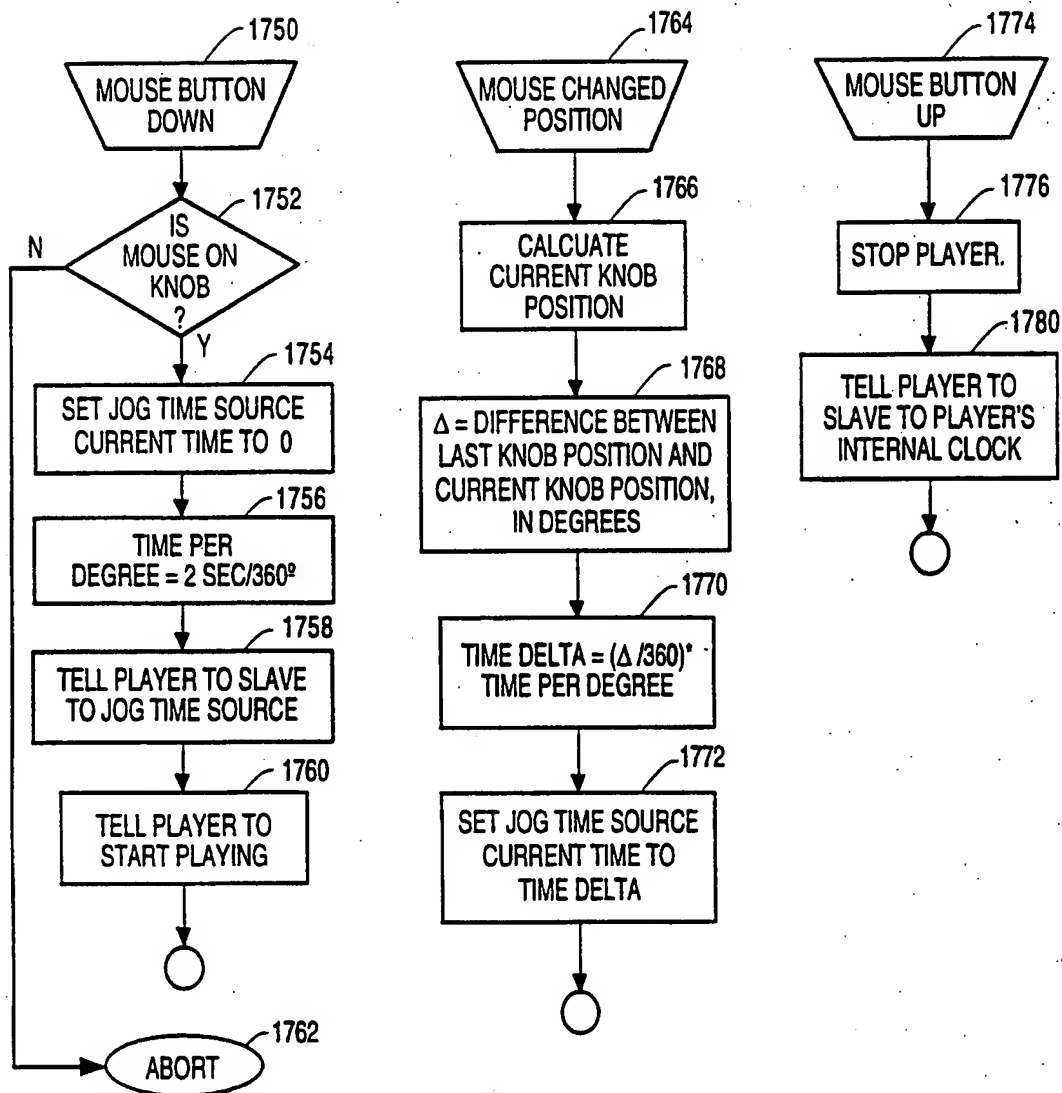 1750
MOUSE BUTTON
DOWN
1752
IS
MOUSE ON
KNOB
?
N
Y
1754
SET JOG TIME SOURCE
CURRENT TIME TO 0
1756
TIME PER
DEGREE = 2 SEC/360º
1758
TELL PLAYER TO SLAVE
TO JOG TIME SOURCE
1760
TELL PLAYER TO
START PLAYING
1762
ABORT
1764
MOUSE CHANGED
POSITION
1766
CALCUATE
CURRENT KNOB
POSITION
1768
Δ = DIFFERENCE BETWEEN
LAST KNOB POSITION AND
CURRENT KNOB POSITION,
IN DEGREES
1770
TIME DELTA = (Δ /360)*
TIME PER DEGREE
1772
SET JOG TIME SOURCE
CURRENT TIME TO
TIME DELTA
1774
MOUSE BUTTON
UP
1776
STOP PLAYER.
1780
TELL PLAYER TO
SLAVE TO PLAYER'S
INTERNAL CLOCK